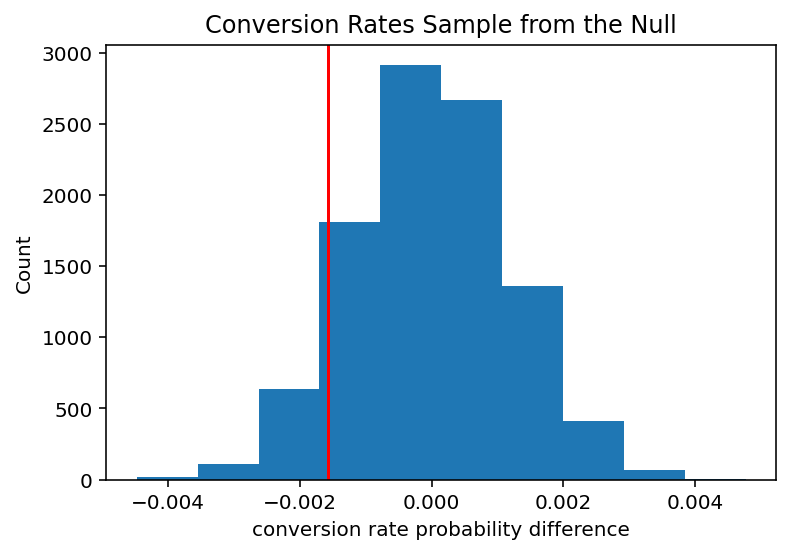 Conversion Rates Sample from the Null
3000
2500
2000
1500
1000
500
0
Count
−0.004 −0.002 0.000 0.002 0.004
conversion rate probability difference